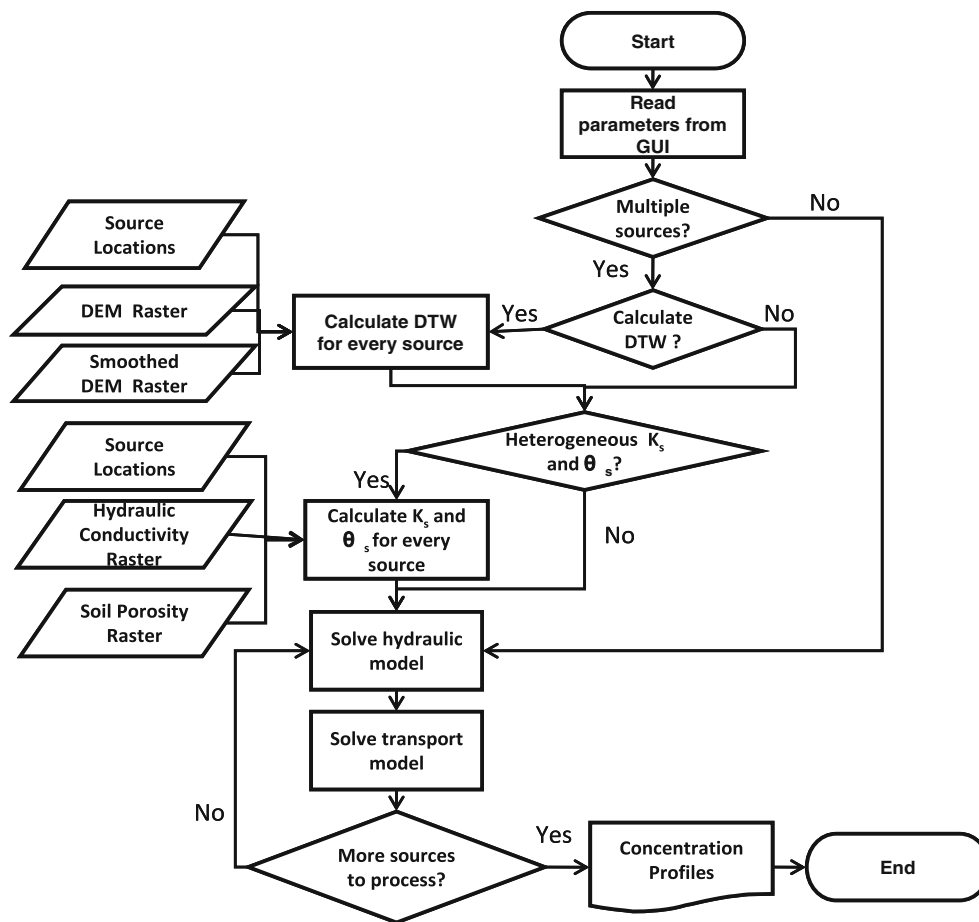 Start
Read
parameters from
GUI
Multiple
sources?
No
Yes
Source
Locations
DEM Raster
Smoothed
DEM Raster
Calculate DTW
for every source
Yes
Calculate
DTW ?
No
Heterogeneous Ks
and θ s?
Yes
No
Source
Locations
Hydraulic
Conductivity
Raster
Soil Porosity
Raster
Calculate Ks and
θ s for every
source
Solve hydraulic
model
Solve transport
model
No
More sources
to process?
Yes
Concentration
Profiles
End